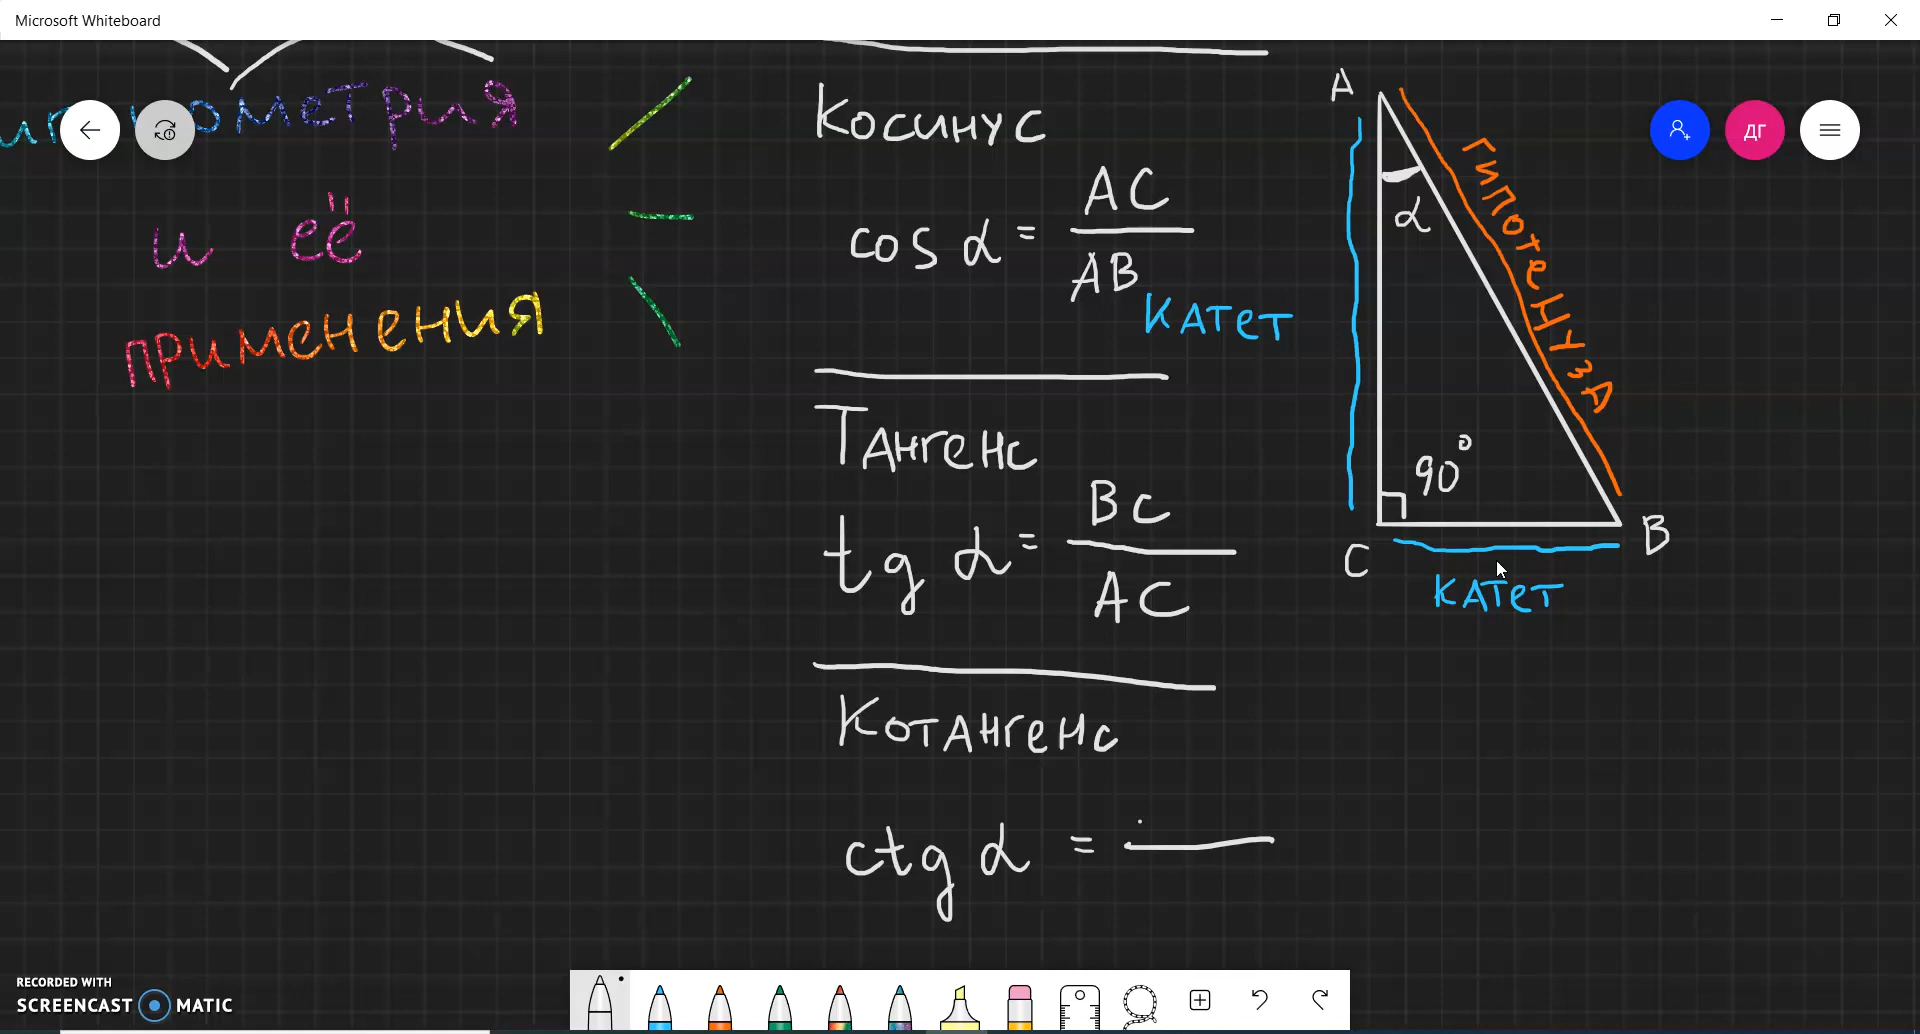 Microsoft Whiteboard
и её
применения
Косинус
cos α = AC
AB
катет
Тангенс
tg α = BC
AC
Котангенс
ctg α =
A
α
гипотенуза
90°
C
B
катет
ДГ
RECORDED WITH
SCREENCAST MATIC